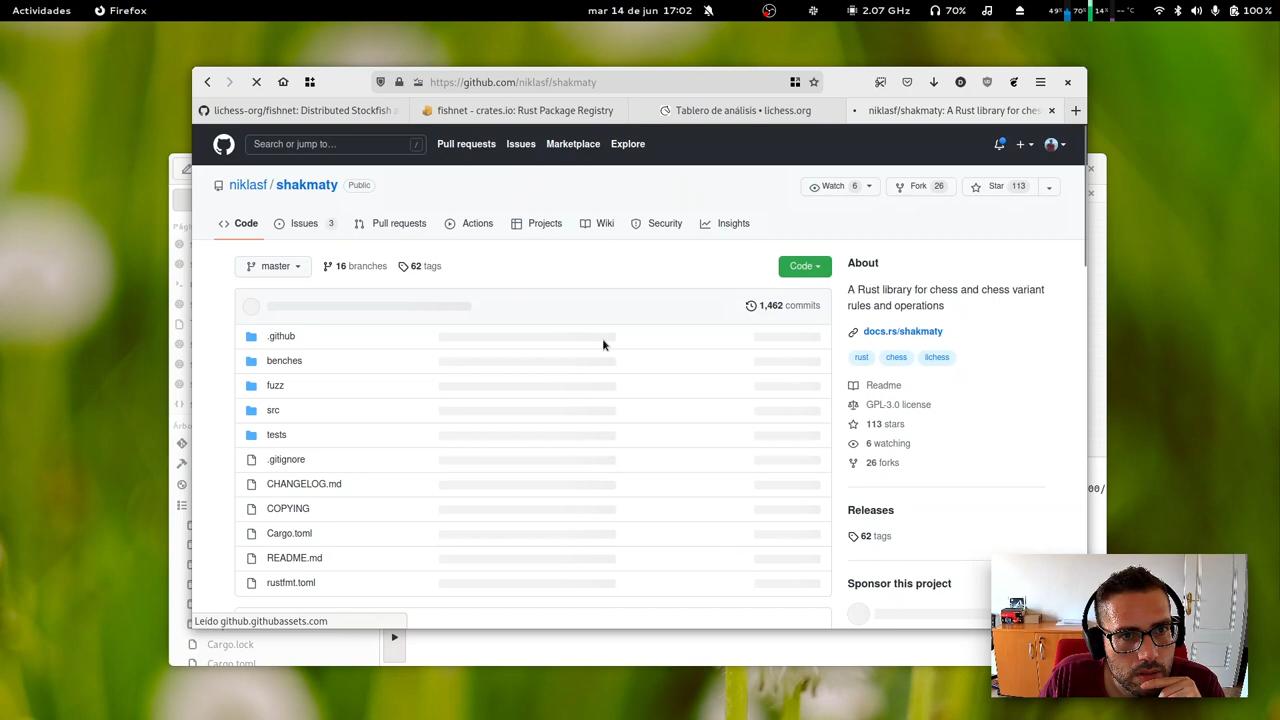 Actividades Firefox mar 14 de jun 17:02 2.07 GHz 70% 49% 70% 14% --°C 100 %
https://github.com/niklasf/shakmaty
lichess-org/fishnet: Distributed Stockfish a
fishnet - crates.io: Rust Package Registry
Tablero de análisis • lichess.org
niklasf/shakmaty: A Rust library for ches
Search or jump to… / Pull requests Issues Marketplace Explore
niklasf / shakmaty Public
Watch 6 Fork 26 Star 113
Code Issues 3 Pull requests Actions Projects Wiki Security Insights
master 16 branches 62 tags Code
1,462 commits
.github
benches
fuzz
src
tests
.gitignore
CHANGELOG.md
COPYING
Cargo.toml
README.md
rustfmt.toml
About
A Rust library for chess and chess variant
rules and operations
docs.rs/shakmaty
rust chess lichess
Readme
GPL-3.0 license
113 stars
6 watching
26 forks
Releases
62 tags
Sponsor this project
Leído github.githubassets.com
Cargo.lock
Cargo.toml
00/